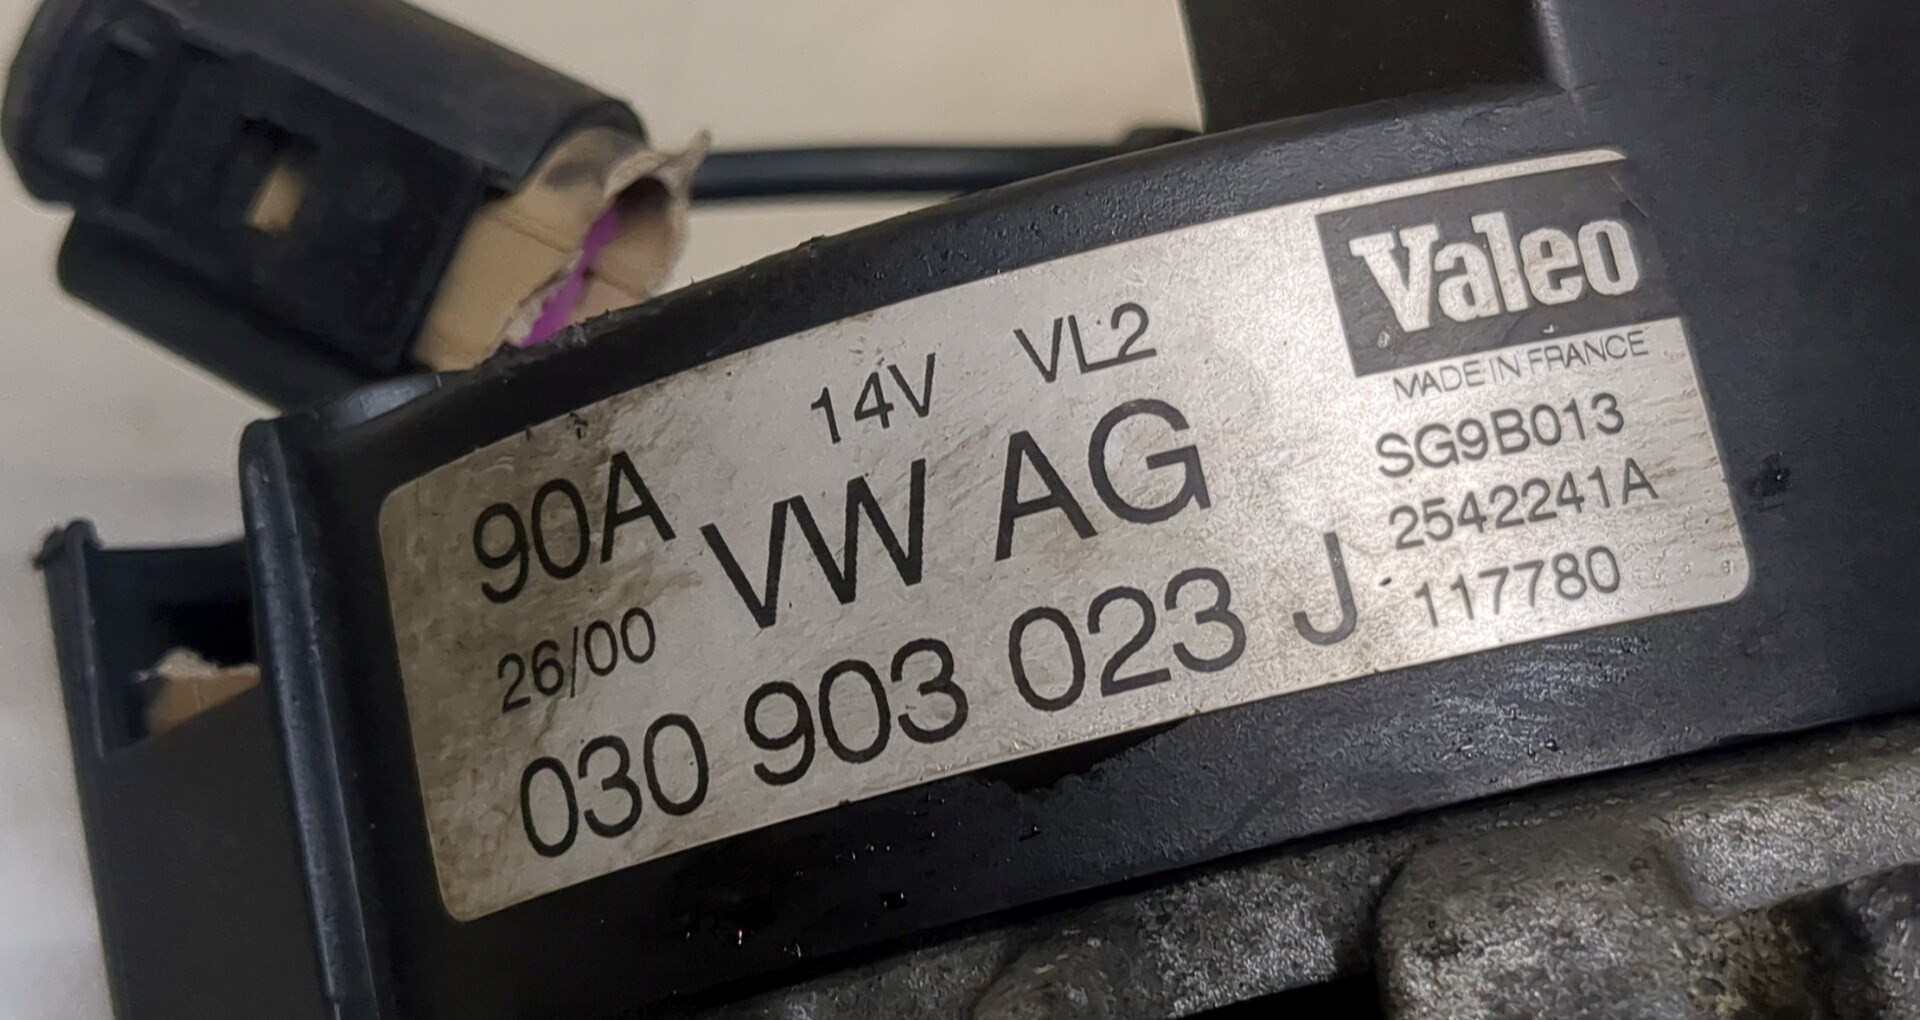 Valeo
MADE IN FRANCE
14V VL2
90A VW AG
SG9B013
2542241A
26/00
117780
030 903 023 J